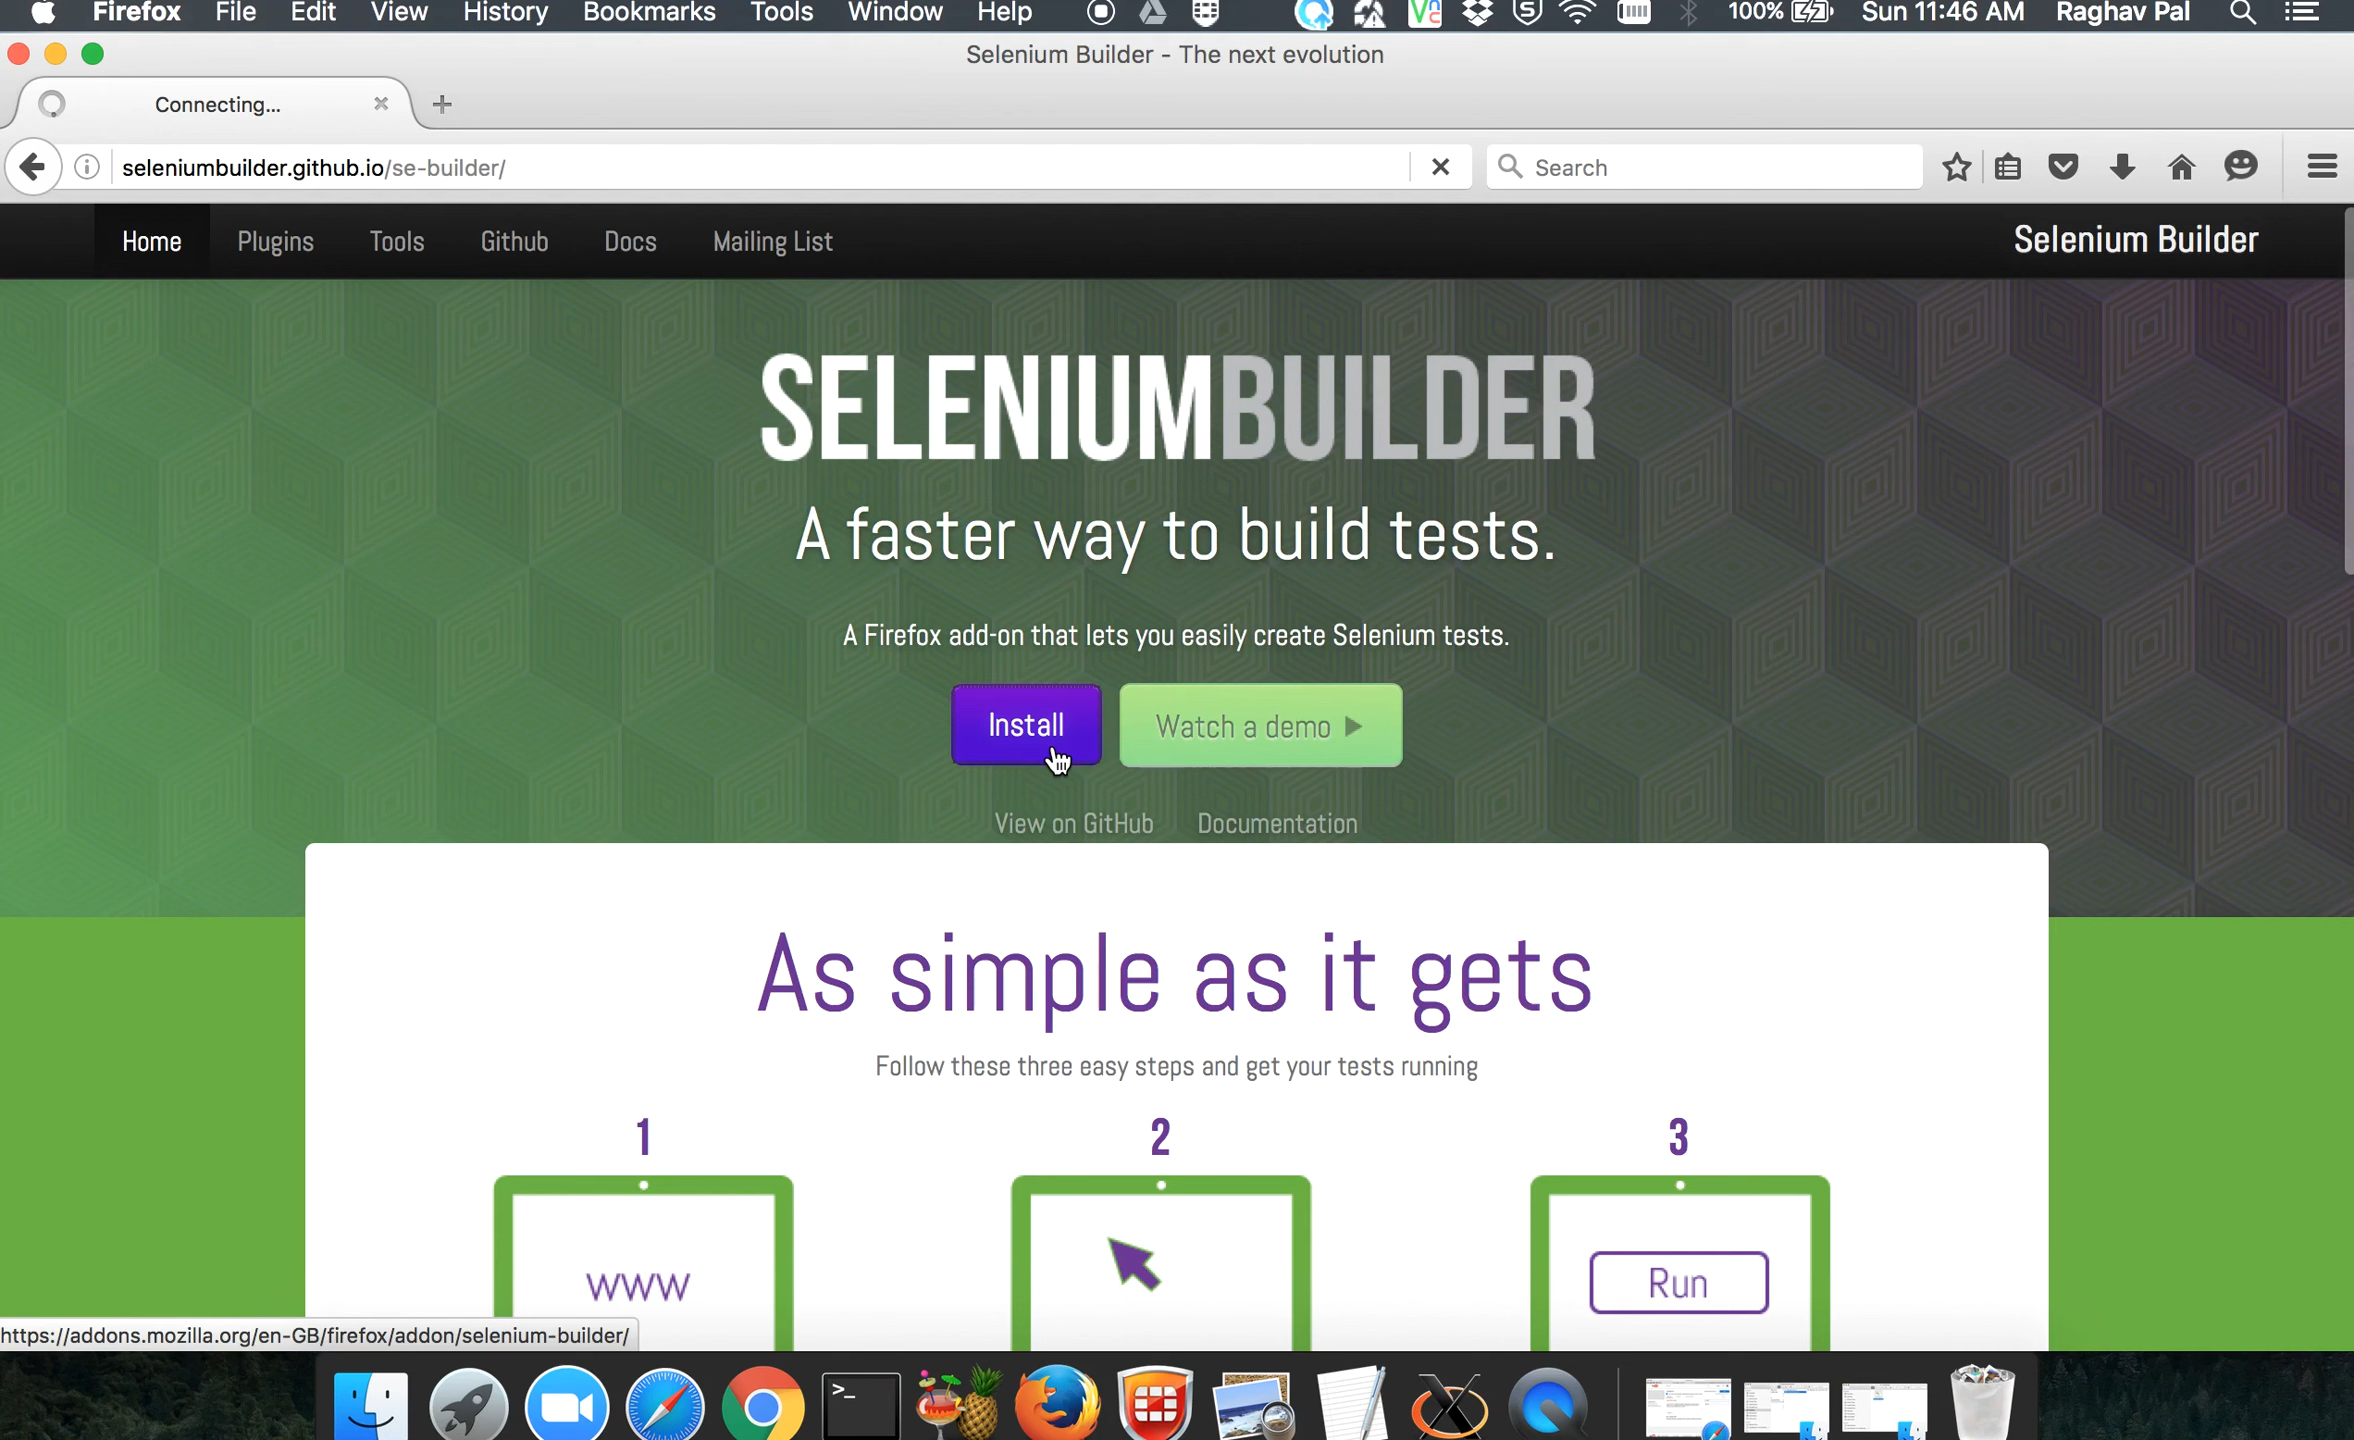 Firefox File Edit View History Bookmarks Tools Window Help 100% Sun 11:46 AM Raghav Pal
Selenium Builder - The next evolution
Connecting...
seleniumbuilder.github.io/se-builder/ Search
Home Plugins Tools Github Docs Mailing List Selenium Builder
SELENIUMBUILDER
A faster way to build tests.
A Firefox add-on that lets you easily create Selenium tests.
Install Watch a demo
View on GitHub Documentation
As simple as it gets
Follow these three easy steps and get your tests running
1 2 3
WWW Run
https://addons.mozilla.org/en-GB/firefox/addon/selenium-builder/